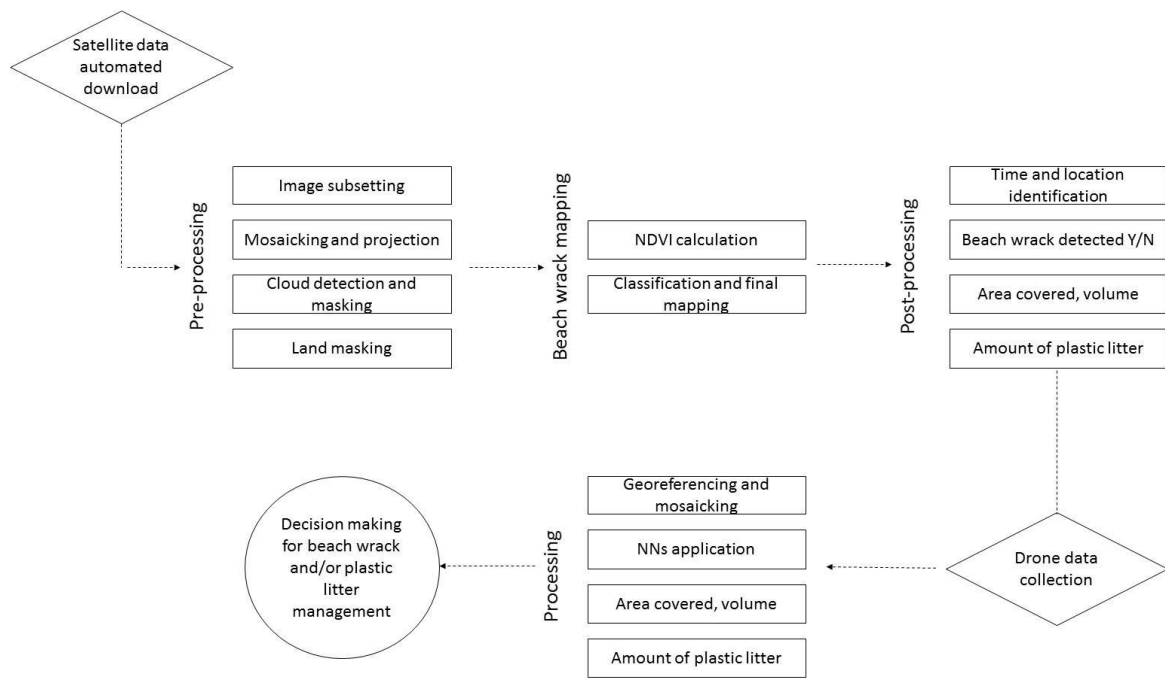 Satellite data
automated
download
Pre-processing
Image subsetting
Mosaicking and projection
Cloud detection and
masking
Land masking
Beach wrack mapping
NDVI calculation
Classification and final
mapping
Post-processing
Time and location
identification
Beach wrack detected Y/N
Area covered, volume
Amount of plastic litter
Drone data
collection
Processing
Georeferencing and
mosaicking
NNs application
Area covered, volume
Amount of plastic litter
Decision making
for beach wrack
and/or plastic
litter
management